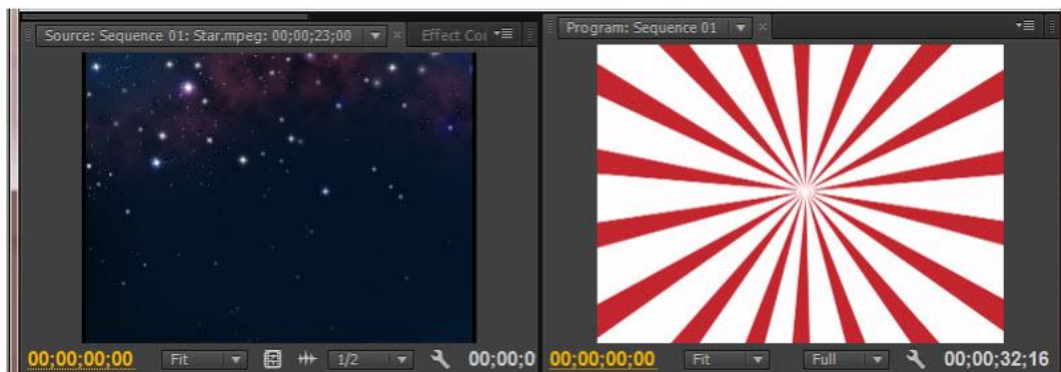 Source: Sequence 01: Star.mpeg: 00;00;23;00
Effect Co
Program: Sequence 01
00;00;00;00 Fit 1/2 00;00;0
00;00;00;00 Fit Full 00;00;32;16